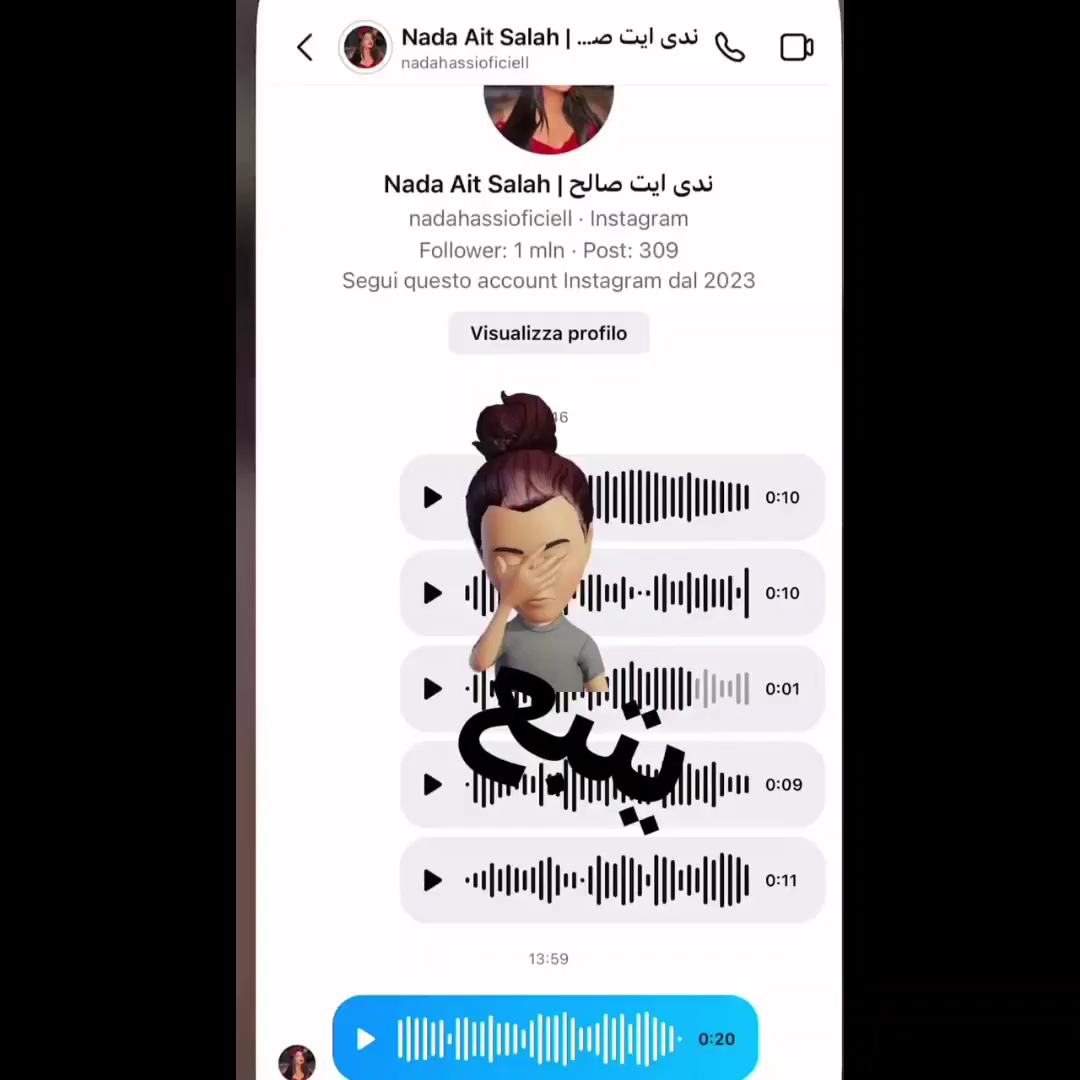 Nada Ait Salah | ندى ايت صـ...
nadahassioficiell
Nada Ait Salah | ندى ايت صالح
nadahassioficiell · Instagram
Follower: 1 mln · Post: 309
Segui questo account Instagram dal 2023
Visualizza profilo
0:10
0:10
0:01
يتبع
0:09
0:11
13:59
0:20